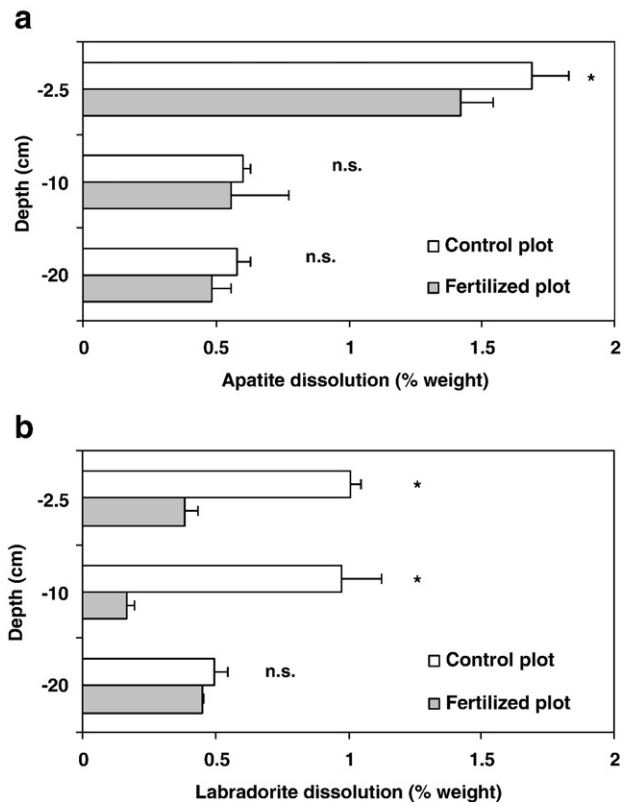 a
Depth (cm)
-2.5
*
-10
n.s.
-20
n.s.
Control plot
Fertilized plot
0 0.5 1 1.5 2
Apatite dissolution (% weight)
b
Depth (cm)
-2.5
*
-10
*
-20
n.s.
Control plot
Fertilized plot
0 0.5 1 1.5 2
Labradorite dissolution (% weight)